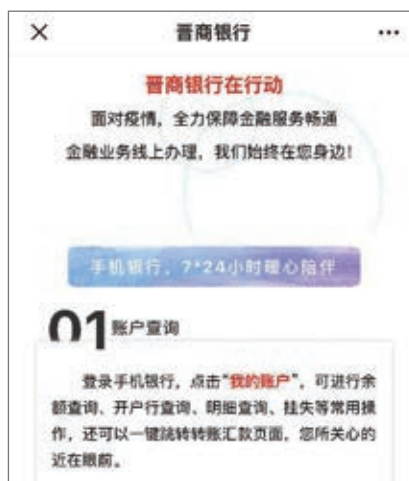 晋商银行
晋商银行在行动
面对疫情，全力保障金融服务畅通
金融业务线上办理，我们始终在您身边！
手机银行，7*24小时暖心陪伴
01 账户查询
登录手机银行，点击“我的账户”，可进行余
额查询、开户行查询、明细查询、挂失等常用操
作，还可以一键跳转转账汇款页面，您所关心的
近在眼前。